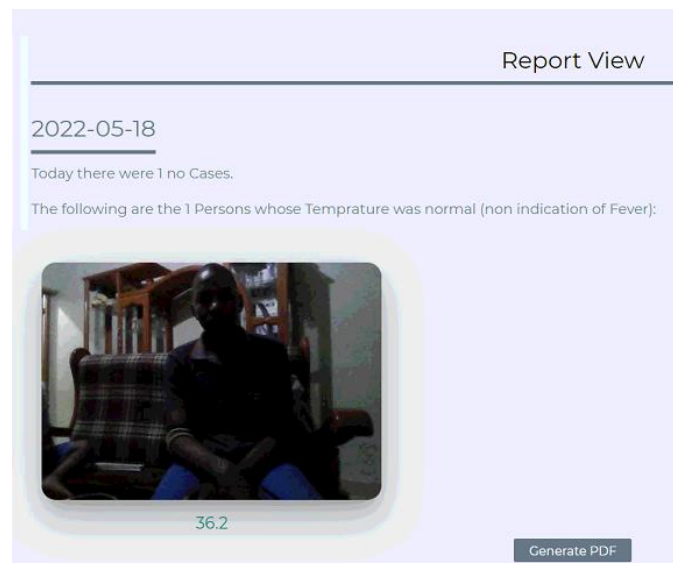 Report View
2022-05-18
Today there were 1 no Cases.
The following are the 1 Persons whose Temprature was normal (non indication of Fever):
36.2
Generate PDF